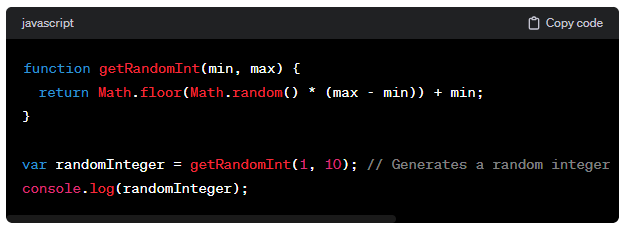 javascript
Copy code
function getRandomInt(min, max) {
  return Math.floor(Math.random() * (max - min)) + min;
}
var randomInteger = getRandomInt(1, 10); // Generates a random integer
console.log(randomInteger);